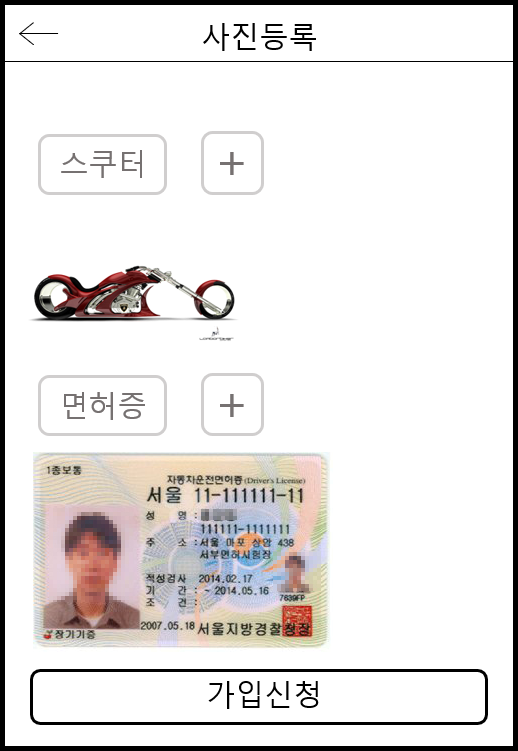 사진등록
스쿠터 +
면허증 +
1종보통
자동차운전면허증 (Driver's License)
서울 11-111111-11
성 명 :
111111-1111111
주 소 : 서울 마포 상암 438
서부면허시험장
적성검사 2014.02.17
기 간 : ~ 2014.05.16
조 건 :
7639FP
장기기증
2007.05.18 서울지방경찰청장
가입신청